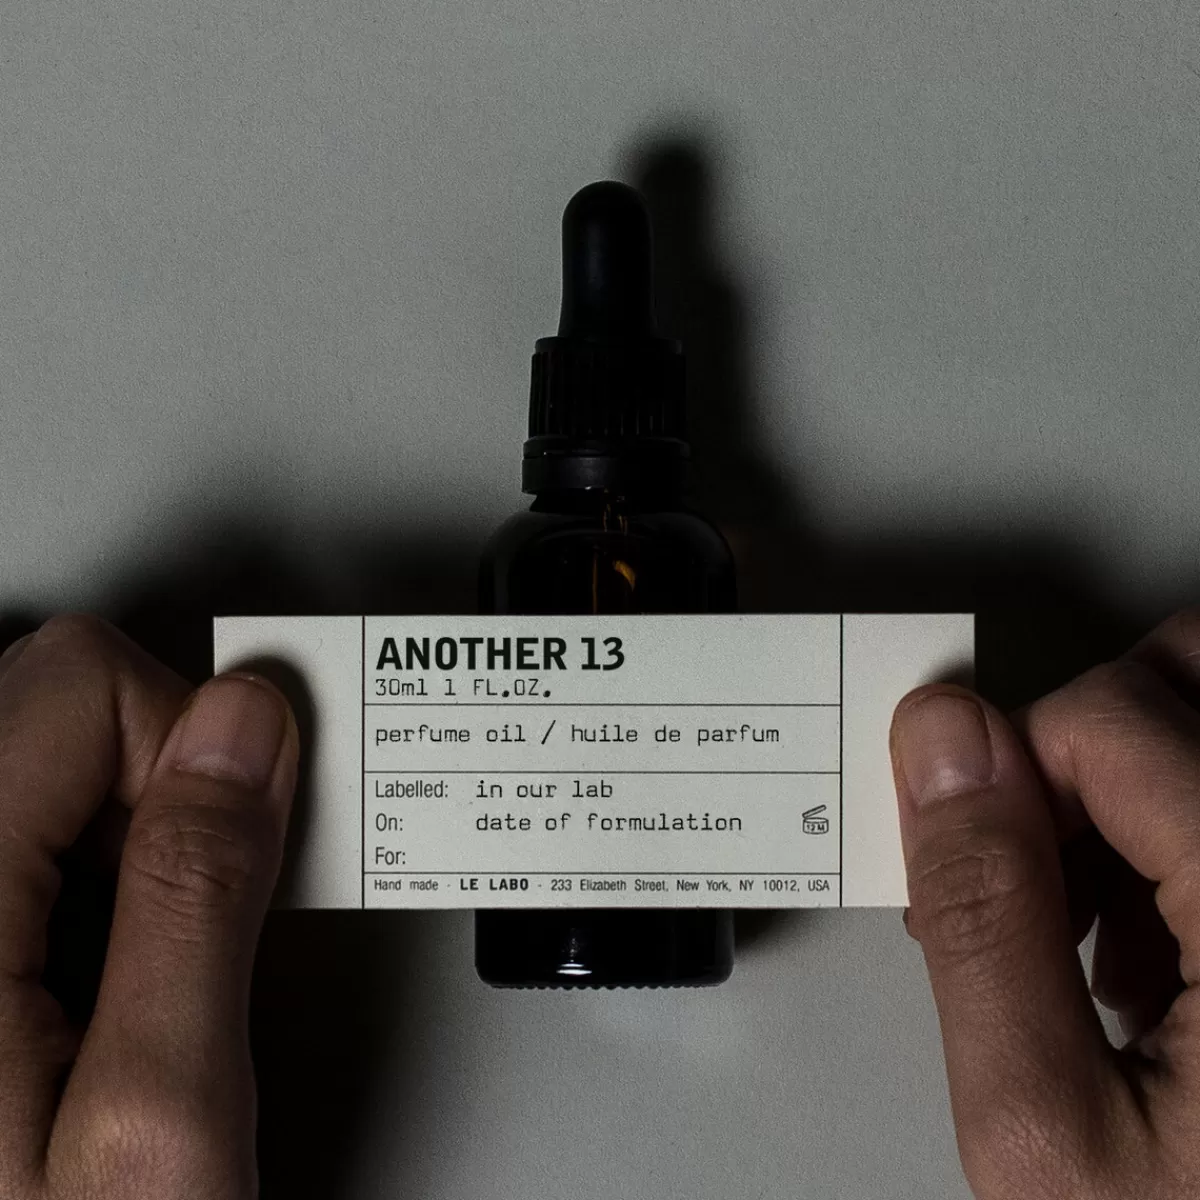 ANOTHER 13
30ml 1 FL.OZ.
perfume oil / huile de parfum
Labelled: in our lab
On: date of formulation
12M
For:
Hand made - LE LABO - 233 Elizabeth Street, New York, NY 10012, USA